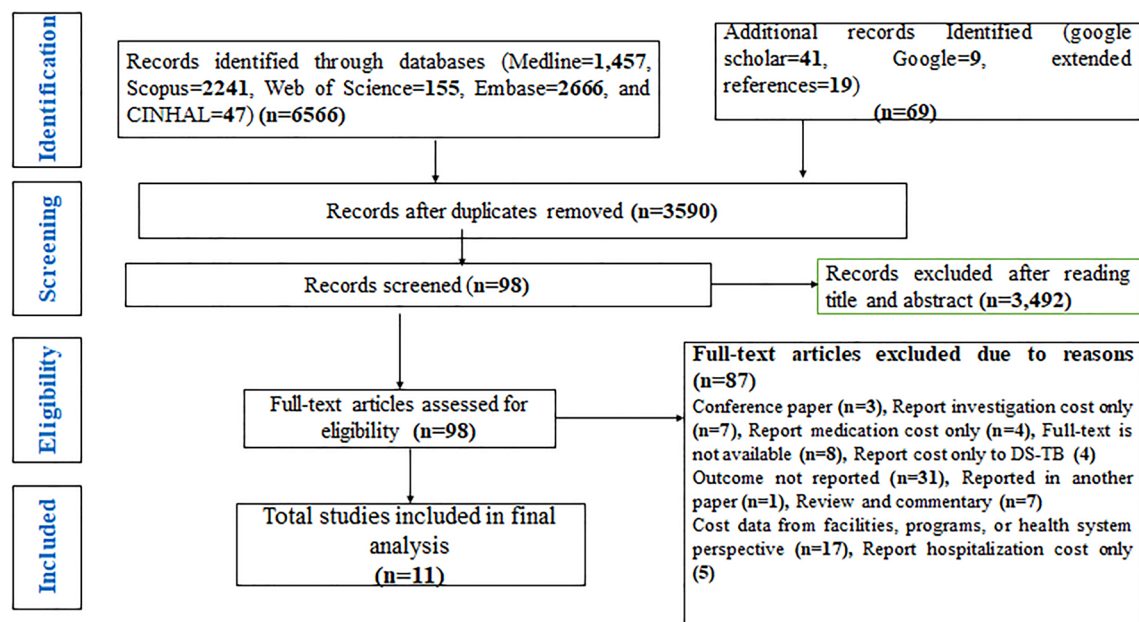 Identification
Records identified through databases (Medline=1,457,
Scopus=2241, Web of Science=155, Embase=2666, and
CINHAL=47) (n=6566)
Additional records Identified (google
scholar=41, Google=9, extended
references=19)
(n=69)
Screening
Records after duplicates removed (n=3590)
Records screened (n=98)
Records excluded after reading
title and abstract (n=3,492)
Eligibility
Full-text articles assessed for
eligibility (n=98)
Full-text articles excluded due to reasons
(n=87)
Conference paper (n=3), Report investigation cost only
(n=7), Report medication cost only (n=4), Full-text is
not available (n=8), Report cost only to DS-TB (4)
Outcome not reported (n=31), Reported in another
paper (n=1), Review and commentary (n=7)
Cost data from facilities, programs, or health system
perspective (n=17), Report hospitalization cost only
(5)
Included
Total studies included in final
analysis
(n=11)